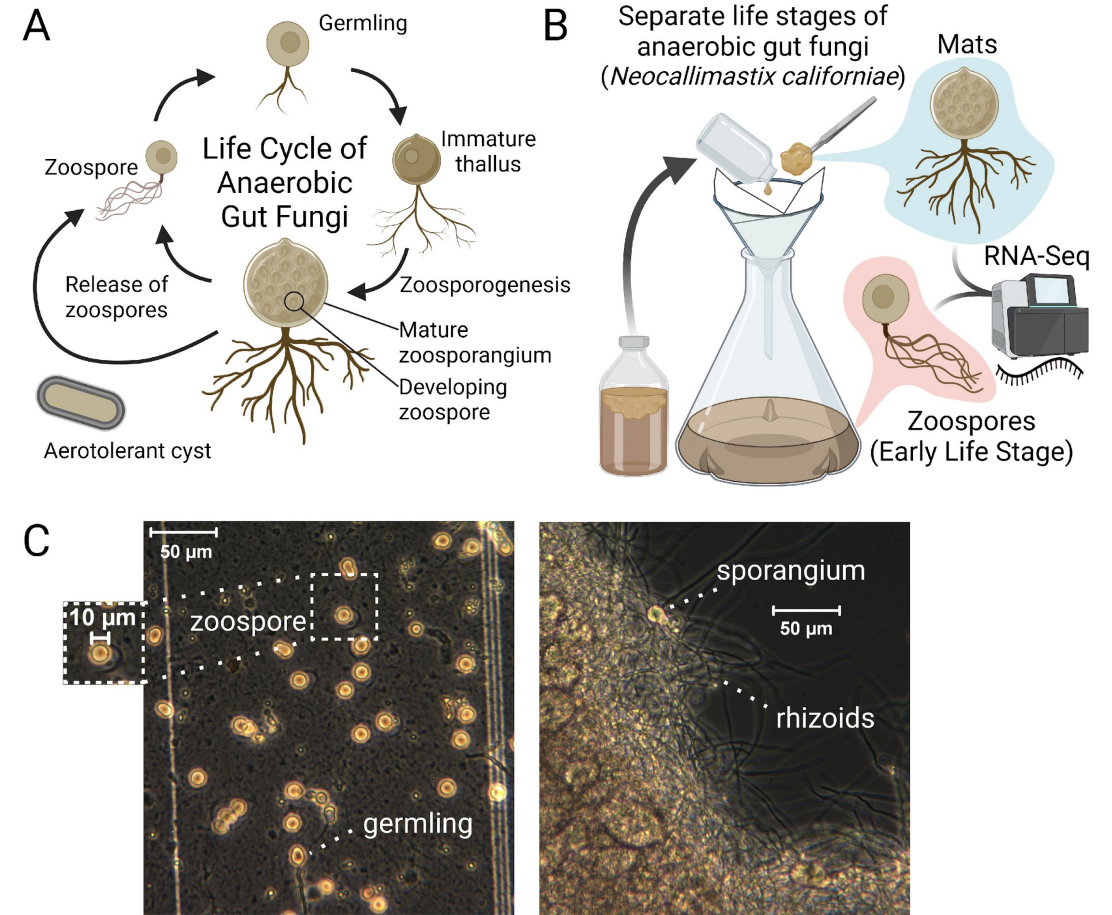 A
Germling
Immature
thallus
Life Cycle of
Anaerobic
Gut Fungi
Zoospore
Release of
zoospores
Zoosporogenesis
Mature
zoosporangium
Developing
zoospore
Aerotolerant cyst
B
Separate life stages of
anaerobic gut fungi
(Neocallimastix californiae)
Mats
RNA-Seq
Zoospores
(Early Life Stage)
C
50 µm
10 µm
zoospore
germling
sporangium
50 µm
rhizoids